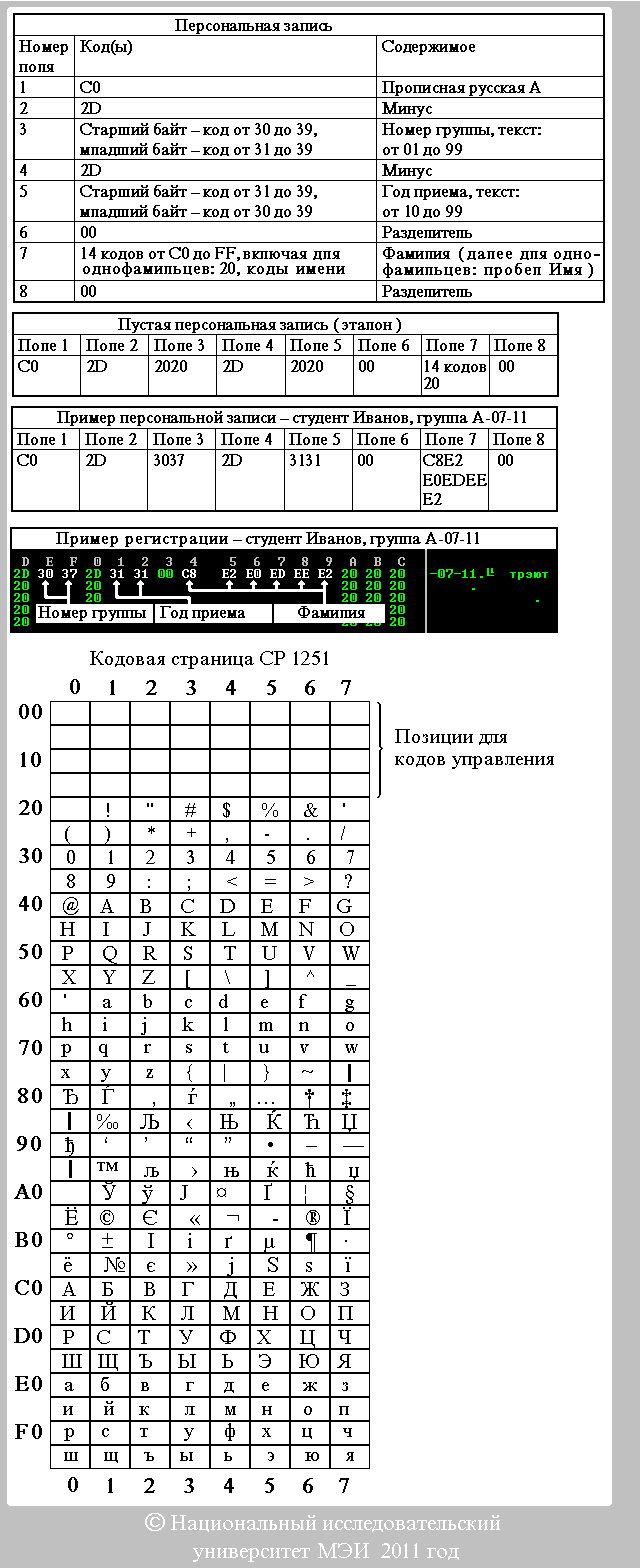 Персональная запись
Номер поля Код(ы) Содержимое
1 C0 Прописная русская А
2 2D Минус
3 Старший байт – код от 30 до 39, Номер группы, текст:
младший байт – код от 31 до 39 от 01 до 99
4 2D Минус
5 Старший байт – код от 31 до 39, Год приема, текст:
младший байт – код от 30 до 39 от 10 до 99
6 00 Разделитель
7 14 кодов от C0 до FF, включая для Фамилия ( далее для одно-
однофамильцев: 20, коды имени фамильцев: пробел Имя )
8 00 Разделитель
Пустая персональная запись ( эталон )
Поле 1 Поле 2 Поле 3 Поле 4 Поле 5 Поле 6 Поле 7 Поле 8
C0 2D 2020 2D 2020 00 14 кодов 00
20
Пример персональной записи – студент Иванов, группа А-07-11
Поле 1 Поле 2 Поле 3 Поле 4 Поле 5 Поле 6 Поле 7 Поле 8
C0 2D 3037 2D 3131 00 C8E2 00
E0EDEE
E2
Пример регистрации – студент Иванов, группа А-07-11
D E F 0 1 2 3 4 5 6 7 8 9 A B C
2D 30 37 2D 31 31 00 C8 E2 E0 ED EE E2 20 20 20 -07-11.╚ трэют
20 20 20 20 20
20 20 20 20 20
20 Номер группы Год приема Фамилия 20
20 20 20 20
Кодовая страница CP 1251
0 1 2 3 4 5 6 7
00
Позиции для
10 кодов управления
20 ! " # $ % & '
( ) * + , - . /
30 0 1 2 3 4 5 6 7
8 9 : ; < = > ?
40 @ A B C D E F G
H I J K L M N O
50 P Q R S T U V W
X Y Z [ \ ] ^ _
60 ' a b c d e f g
h i j k l m n o
70 p q r s t u v w
x y z { | } ~ |
80 Ђ Ѓ ‚ ѓ „ … † ‡
| ‰ Љ ‹ Њ Ќ Ћ Џ
90 ђ ‘ ’ “ ” • – —
| ™ љ › њ ќ ћ џ
A0 Ў ў J ¤ Ґ ¦ §
Ё © Є « ¬ - ® Ї
B0 ° ± І і ґ µ ¶ ·
ё № є » j S s ї
C0 А Б В Г Д Е Ж З
И Й К Л М Н О П
D0 Р С Т У Ф Х Ц Ч
Ш Щ Ъ Ы Ь Э Ю Я
E0 а б в г д е ж з
и й к л м н о п
F0 р с т у ф х ц ч
ш щ ъ ы ь э ю я
0 1 2 3 4 5 6 7
© Национальный исследовательский
университет МЭИ 2011 год